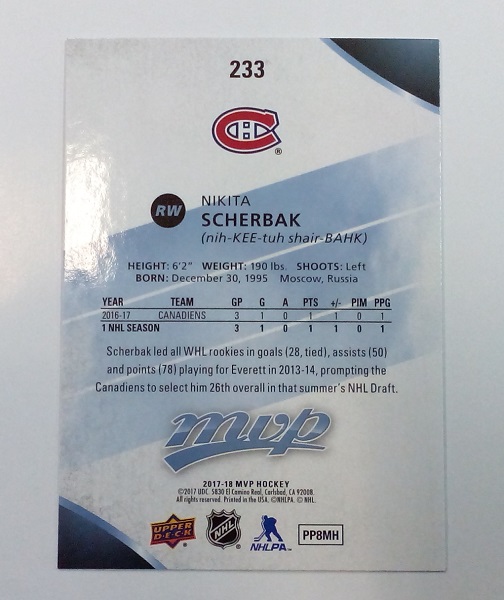 233
CH ®
RW
NIKITA
SCHERBAK
(nih-KEE-tuh shair-BAHK)
HEIGHT: 6'2" WEIGHT: 190 lbs. SHOOTS: Left
BORN: December 30, 1995 Moscow, Russia
YEAR TEAM GP G A PTS +/- PIM PPG
2016-17 CANADIENS 3 1 0 1 1 0 1
1 NHL SEASON 3 1 0 1 1 0 1
Scherbak led all WHL rookies in goals (28, tied), assists (50)
and points (78) playing for Everett in 2013-14, prompting the
Canadiens to select him 26th overall in that summer's NHL Draft.
mvp
2017-18 MVP HOCKEY
©2017 UDC. 5830 El Camino Real, Carlsbad, CA 92008.
All rights reserved. Printed in the USA. ©NHLPA. © NHL.
UPPER DECK NHL NHLPA PP8MH